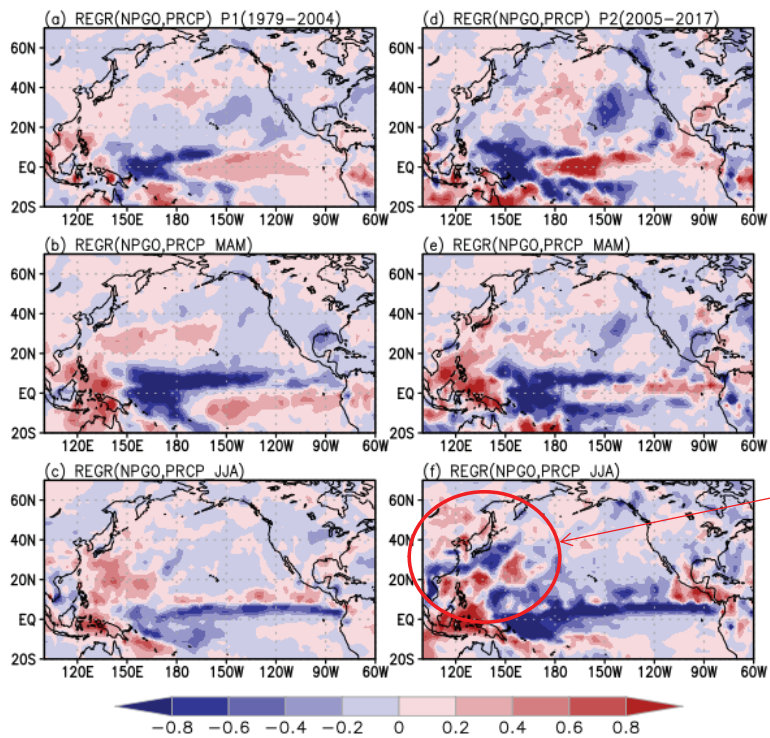 (a) REGR(NPGO,PRCP) P1(1979-2004)
60N
40N
20N
EQ
20S
120E 150E 180 150W 120W 90W 60W
(d) REGR(NPGO,PRCP) P2(2005-2017)
60N
40N
20N
EQ
20S
120E 150E 180 150W 120W 90W 60W
(b) REGR(NPGO,PRCP MAM)
60N
40N
20N
EQ
20S
120E 150E 180 150W 120W 90W 60W
(e) REGR(NPGO,PRCP MAM)
60N
40N
20N
EQ
20S
120E 150E 180 150W 120W 90W 60W
(c) REGR(NPGO,PRCP JJA)
60N
40N
20N
EQ
20S
120E 150E 180 150W 120W 90W 60W
(f) REGR(NPGO,PRCP JJA)
60N
40N
20N
EQ
20S
120E 150E 180 150W 120W 90W 60W
-0.8 -0.6 -0.4 -0.2 0 0.2 0.4 0.6 0.8